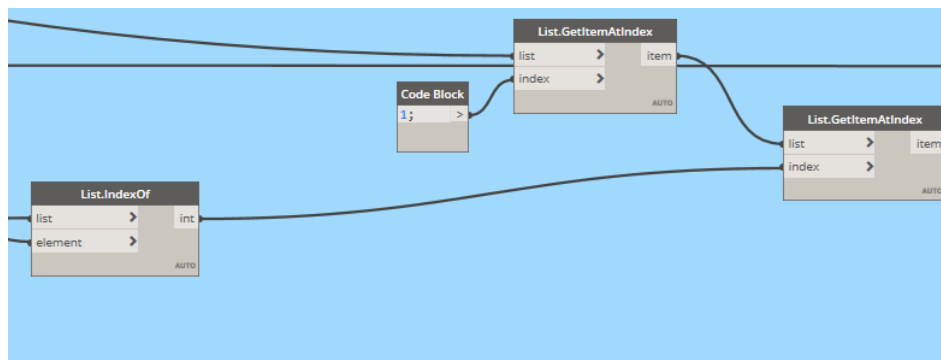 List.GetItemAtIndex
list > item
index >
AUTO
Code Block
1; >
List.GetItemAtIndex
list > item
index >
AUTO
List.IndexOf
list > int
element >
AUTO